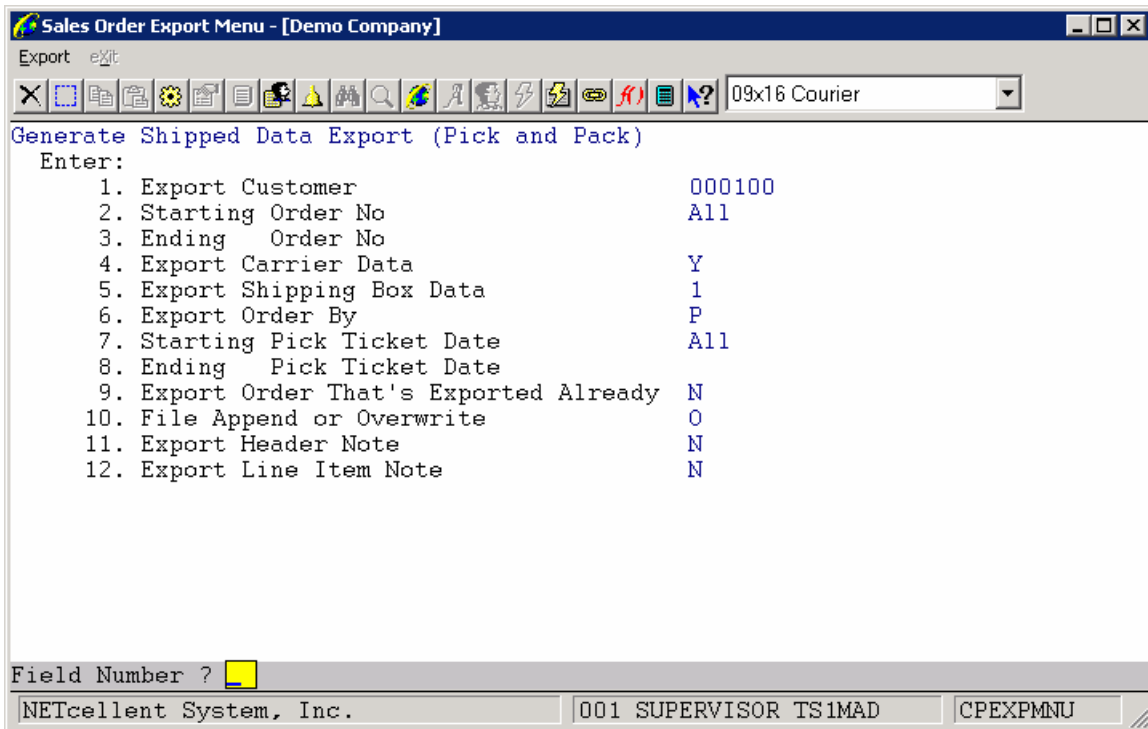 Sales Order Export Menu - [Demo Company]
Export eXit
A f() ? 09x16 Courier
Generate Shipped Data Export (Pick and Pack)
Enter:
1. Export Customer 000100
2. Starting Order No All
3. Ending Order No
4. Export Carrier Data Y
5. Export Shipping Box Data 1
6. Export Order By P
7. Starting Pick Ticket Date All
8. Ending Pick Ticket Date
9. Export Order That's Exported Already N
10. File Append or Overwrite O
11. Export Header Note N
12. Export Line Item Note N
Field Number ? _
NETcellent System, Inc. 001 SUPERVISOR TS1MAD CPEXPMNU